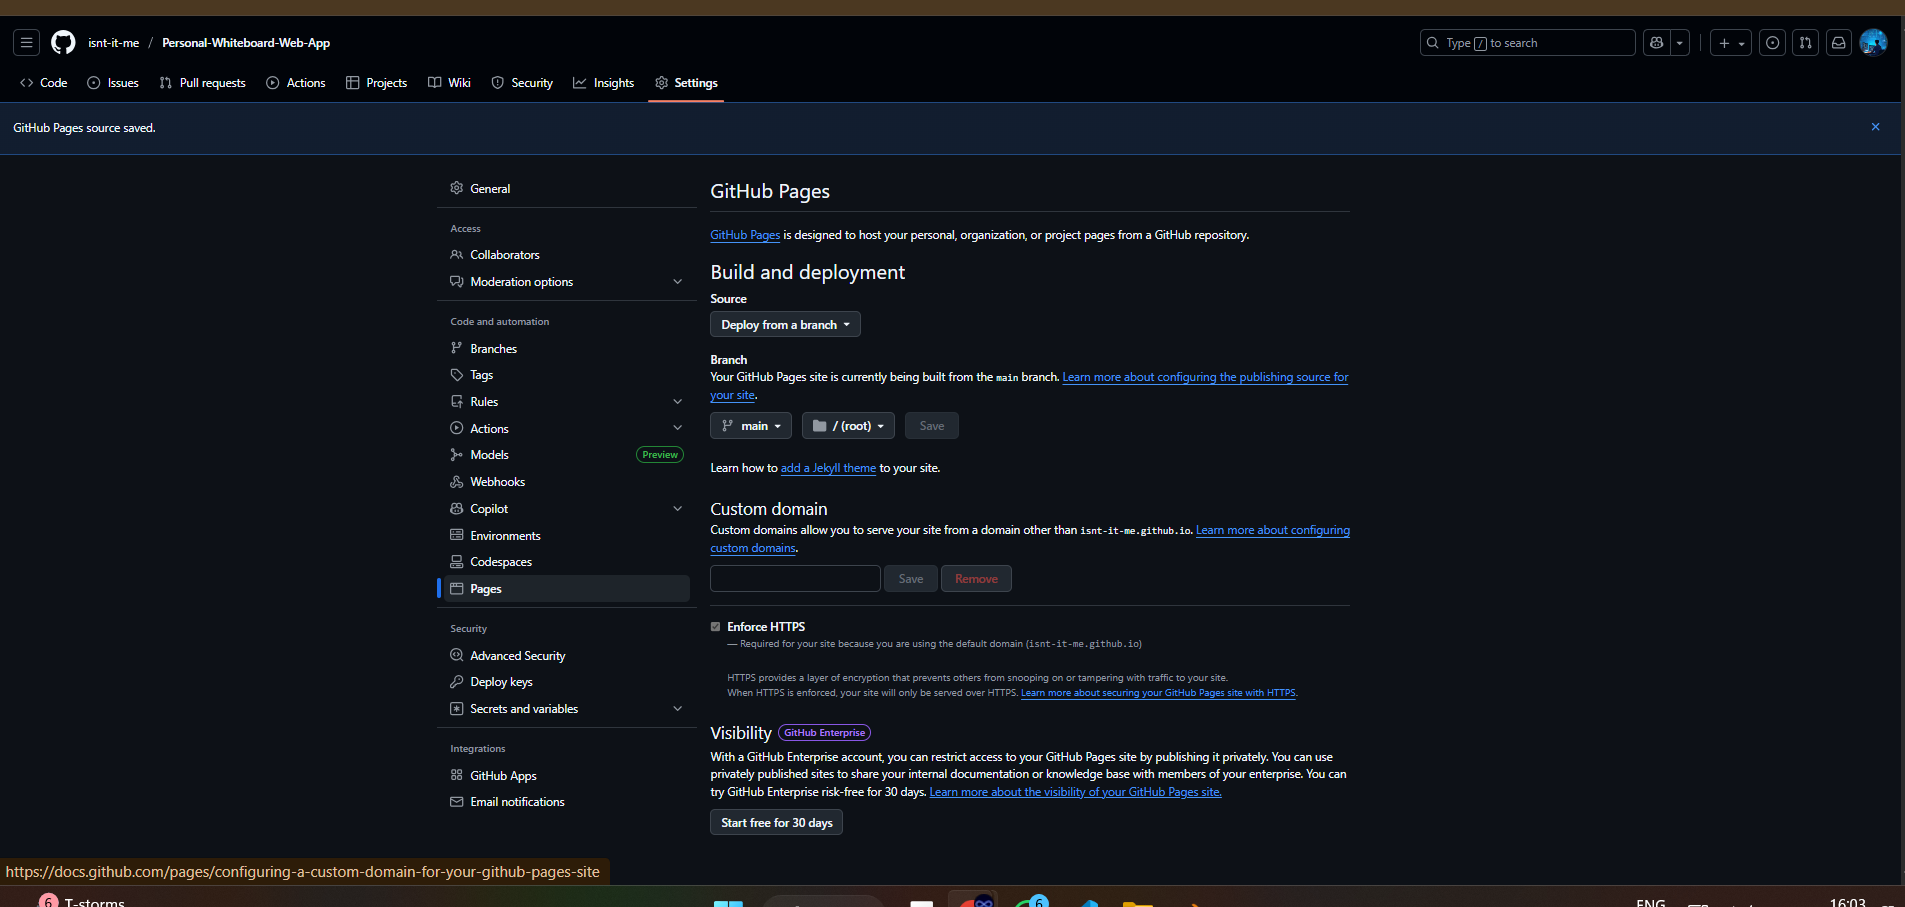 isnt-it-me / Personal-Whiteboard-Web-App
Type / to search
Code
Issues
Pull requests
Actions
Projects
Wiki
Security
Insights
Settings
GitHub Pages source saved.
General
Access
Collaborators
Moderation options
Code and automation
Branches
Tags
Rules
Actions
Models
Preview
Webhooks
Copilot
Environments
Codespaces
Pages
Security
Advanced Security
Deploy keys
Secrets and variables
Integrations
GitHub Apps
Email notifications
GitHub Pages
GitHub Pages is designed to host your personal, organization, or project pages from a GitHub repository.
Build and deployment
Source
Deploy from a branch
Branch
Your GitHub Pages site is currently being built from the main branch. Learn more about configuring the publishing source for
your site.
main
/ (root)
Save
Learn how to add a Jekyll theme to your site.
Custom domain
Custom domains allow you to serve your site from a domain other than isnt-it-me.github.io. Learn more about configuring
custom domains.
Save
Remove
Enforce HTTPS
— Required for your site because you are using the default domain (isnt-it-me.github.io)
HTTPS provides a layer of encryption that prevents others from snooping on or tampering with traffic to your site.
When HTTPS is enforced, your site will only be served over HTTPS. Learn more about securing your GitHub Pages site with HTTPS.
Visibility
GitHub Enterprise
With a GitHub Enterprise account, you can restrict access to your GitHub Pages site by publishing it privately. You can use
privately published sites to share your internal documentation or knowledge base with members of your enterprise. You can
try GitHub Enterprise risk-free for 30 days. Learn more about the visibility of your GitHub Pages site.
Start free for 30 days
https://docs.github.com/pages/configuring-a-custom-domain-for-your-github-pages-site
6
T-storms
6
ENG
16:03